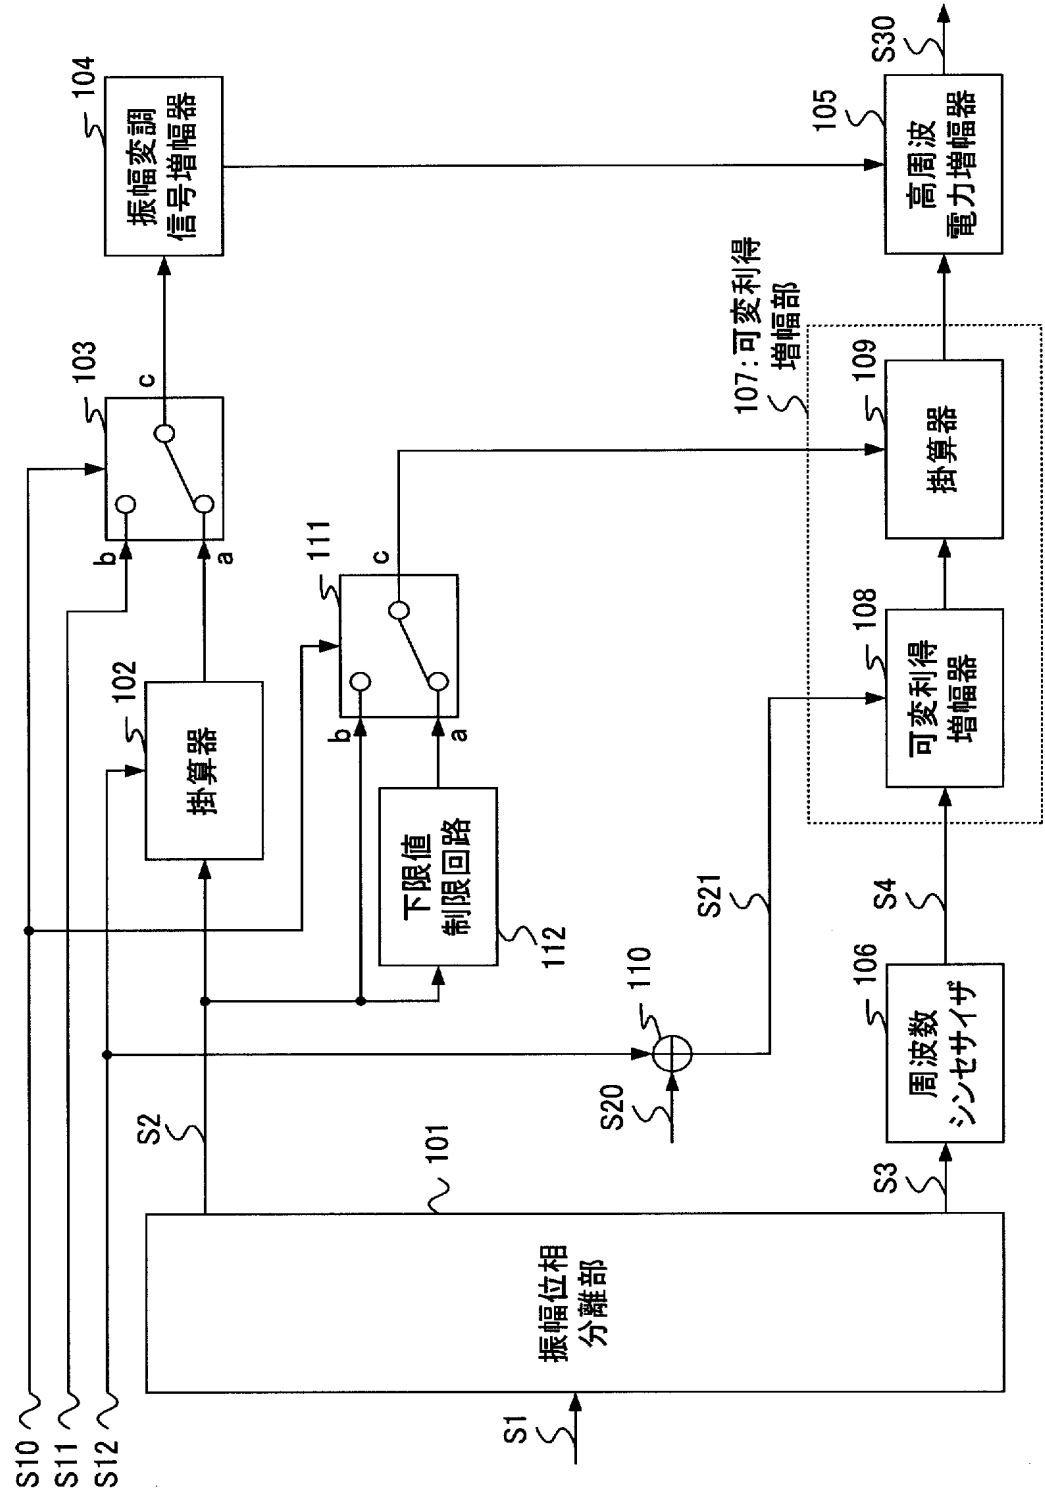 S10
S11
S12
103
b
a
c
104
振幅変調
信号増幅器
102
掛算器
111
b
a
c
S2
下限値
制限回路
112
101
振幅位相
分離部
S1
110
S20
S21
107:可変利得
増幅部
S3
106
周波数
シンセサイザ
S4
108
可変利得
増幅器
109
掛算器
105
高周波
電力増幅器
S30